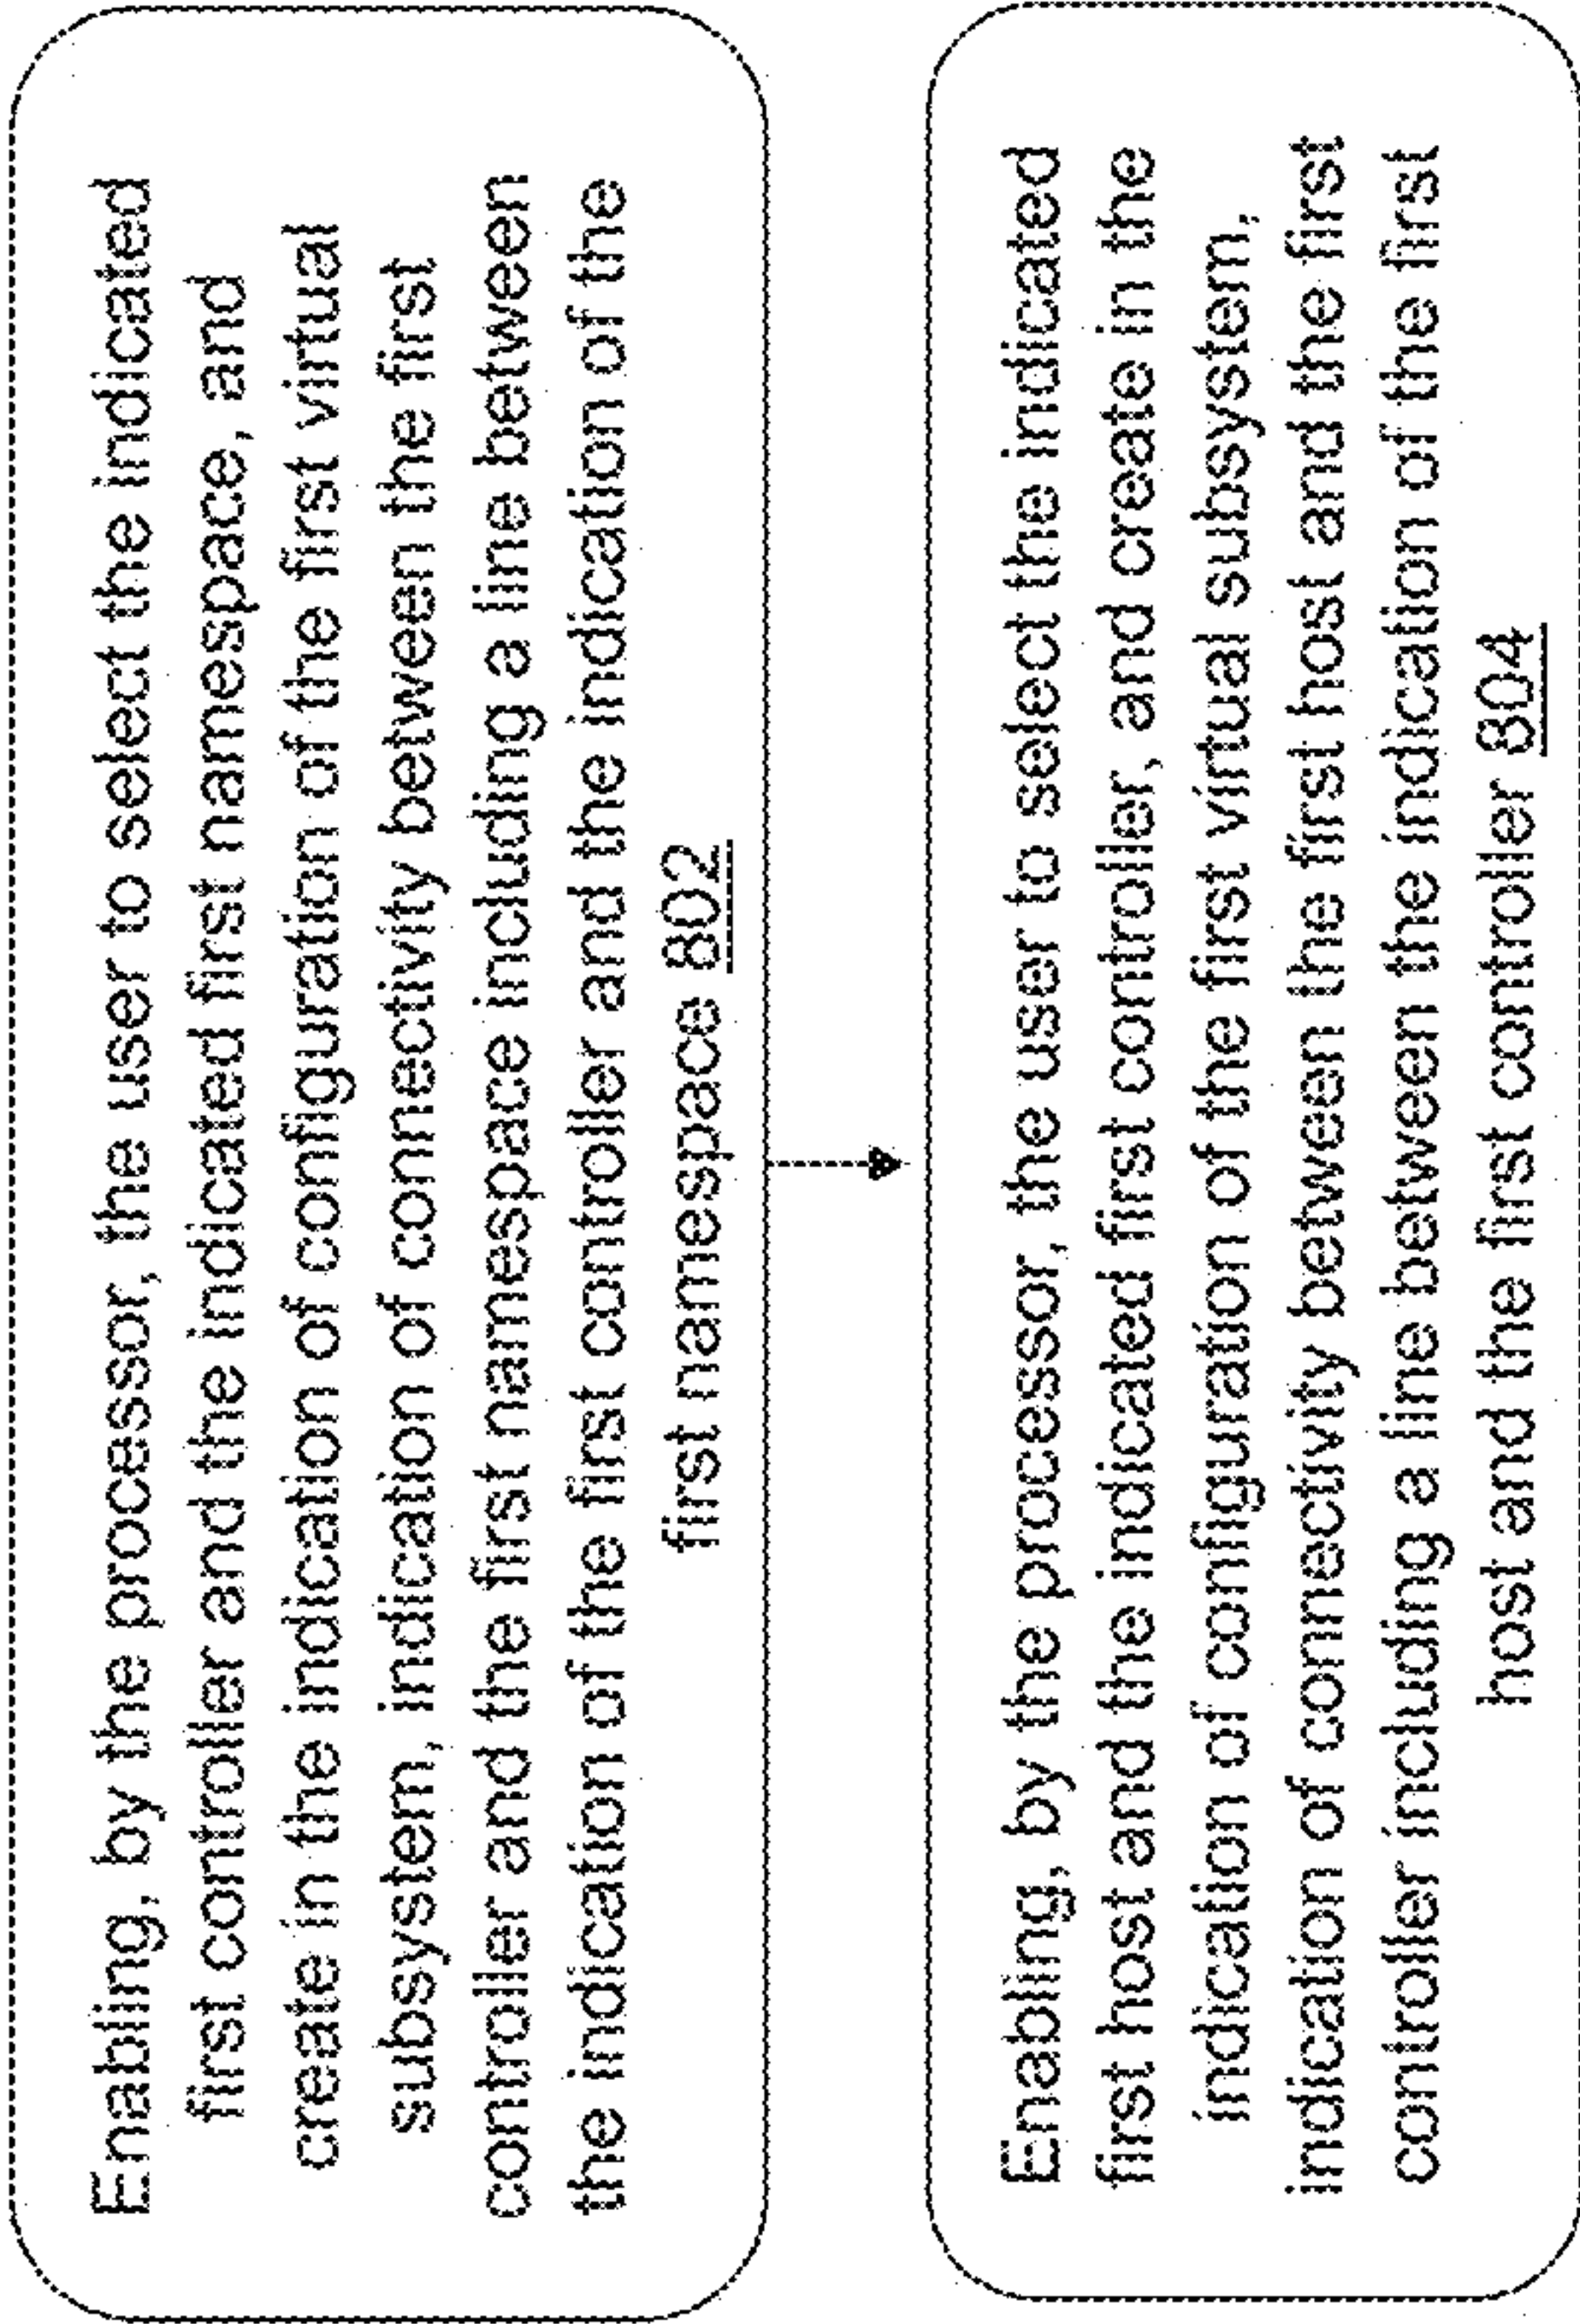 Enabling, by the processor, the user to select the indicated
first controller and the indicated first namespace, and
create in the indication of configuration of the first virtual
subsystem, indication of connectivity between the first
controller and the first namespace including a line between
the indication of the first controller and the indication of the
first namespace 802
Enabling, by the processor, the user to select the indicated
first host and the indicated first controller, and create in the
indication of configuration of the first virtual subsystem,
indication of connectivity between the first host and the first
controller including a line between the indication of the first
host and the first controller 804